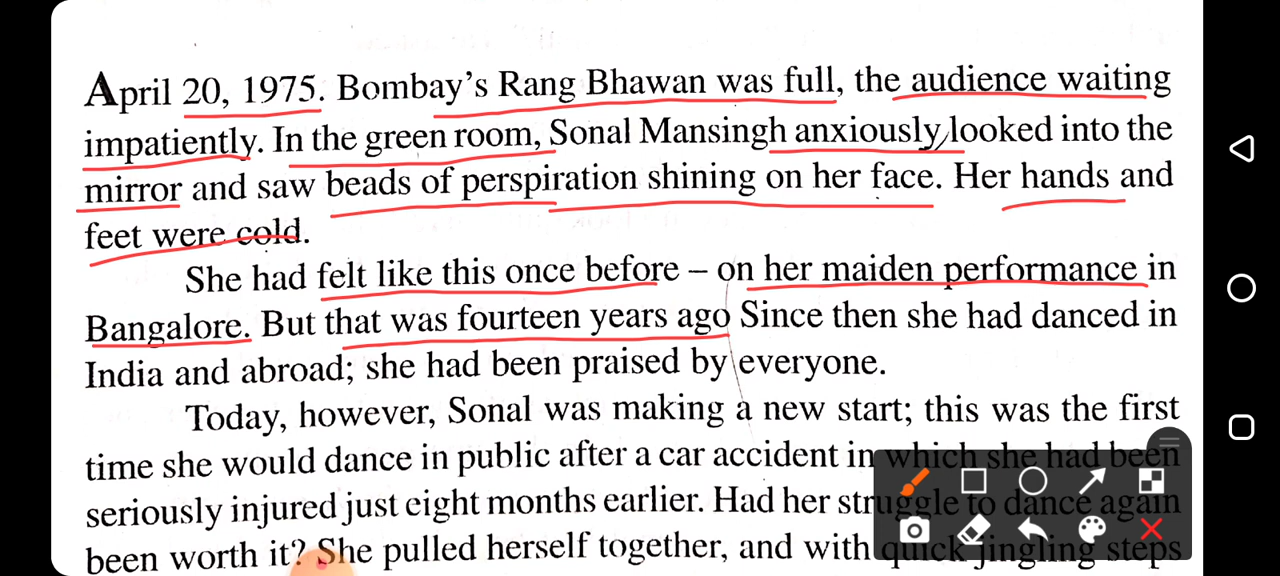 April 20, 1975. Bombay's Rang Bhawan was full, the audience waiting
impatiently. In the green room, Sonal Mansingh anxiously looked into the
mirror and saw beads of perspiration shining on her face. Her hands and
feet were cold.
She had felt like this once before – on her maiden performance in
Bangalore. But that was fourteen years ago Since then she had danced in
India and abroad; she had been praised by everyone.
Today, however, Sonal was making a new start; this was the first
time she would dance in public after a car accident in which she had been
seriously injured just eight months earlier. Had her struggle to dance again
been worth it? She pulled herself together, and with quick jingling steps